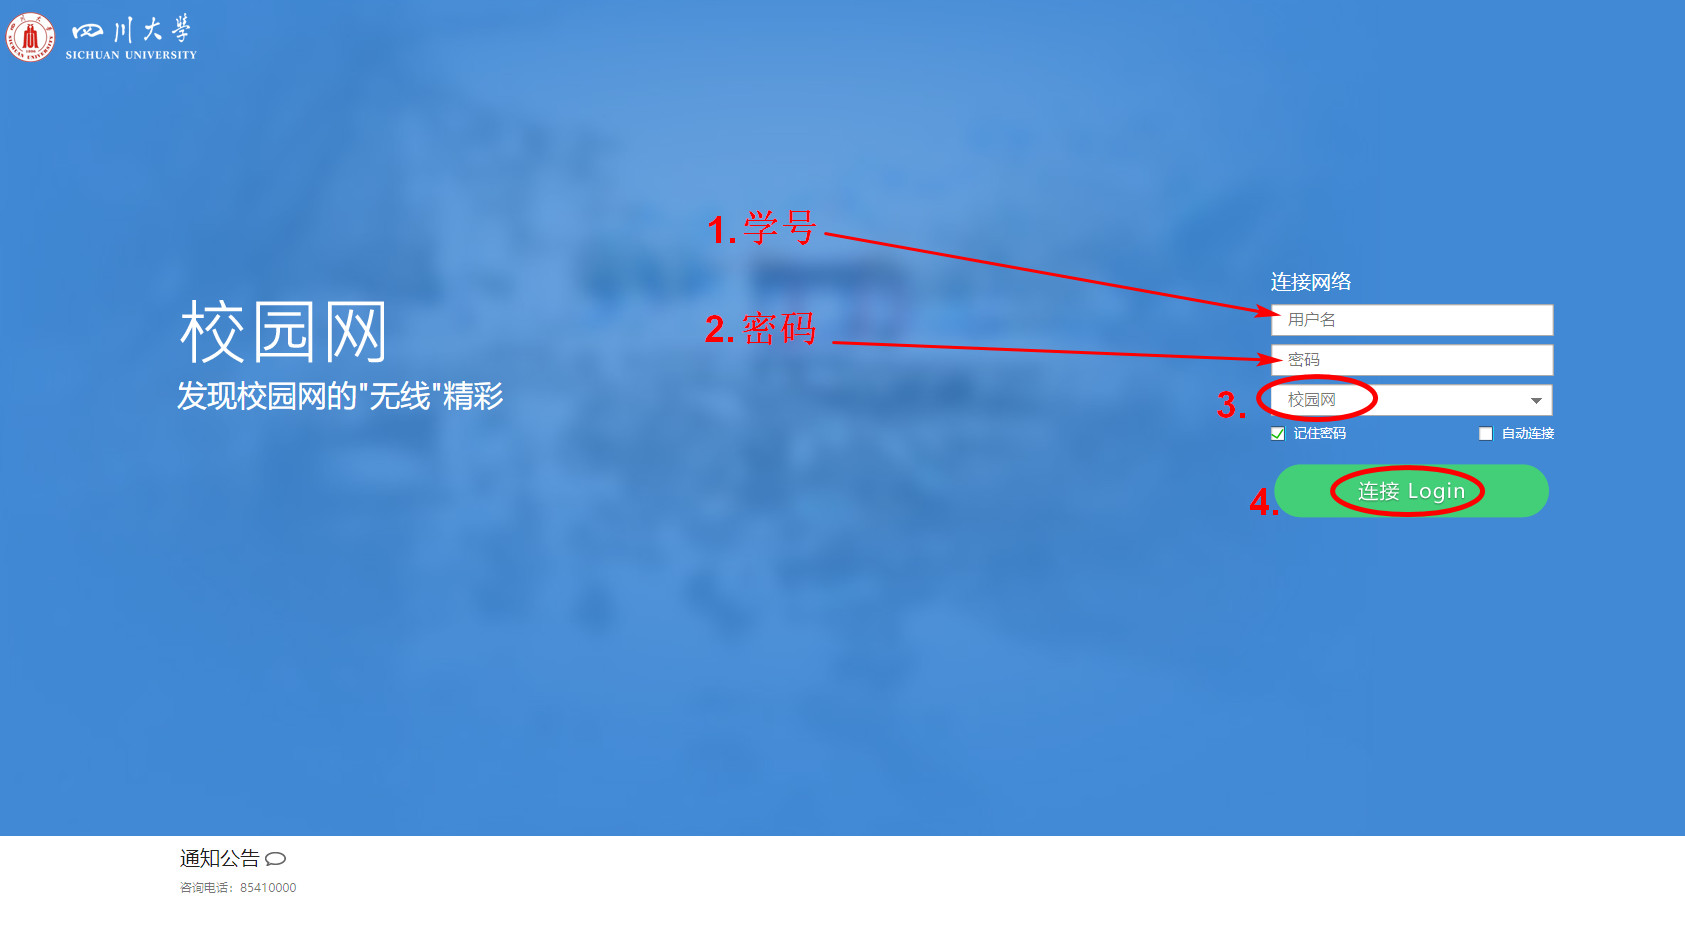 四川大學
SICHUAN UNIVERSITY
1.学号
连接网络
校园网
用户名
2.密码
密码
发现校园网的"无线"精彩
3.
校园网
记住密码
自动连接
4.
连接 Login
通知公告
咨询电话：85410000